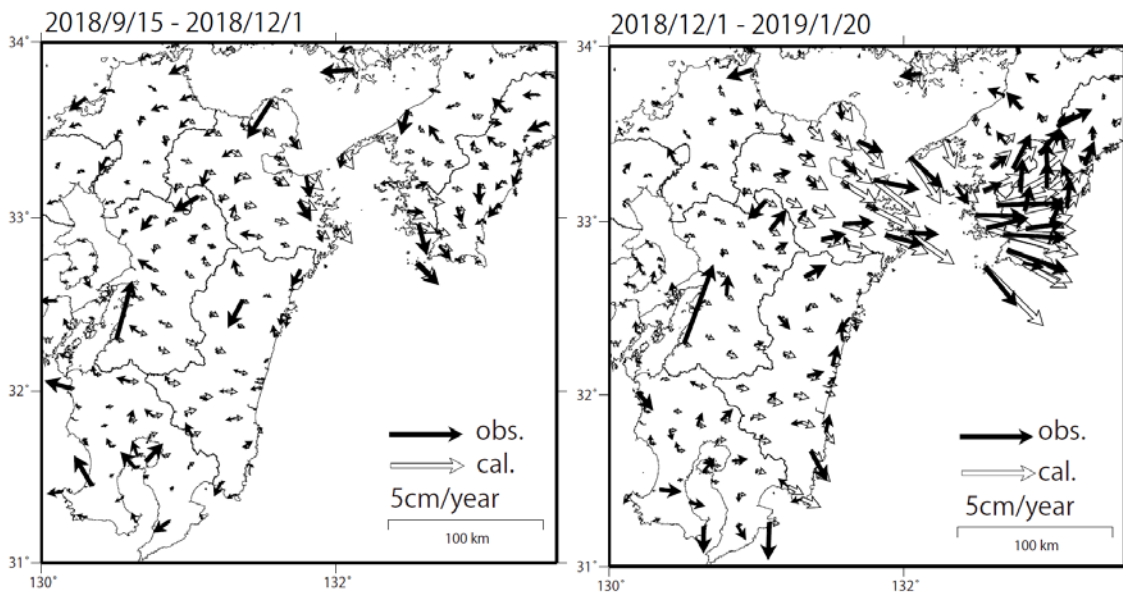 2018/9/15 - 2018/12/1
34˚
33˚
32˚
31˚
130˚
132˚
obs.
cal.
5cm/year
100 km
2018/12/1 - 2019/1/20
34˚
33˚
32˚
31˚
130˚
132˚
obs.
cal.
5cm/year
100 km